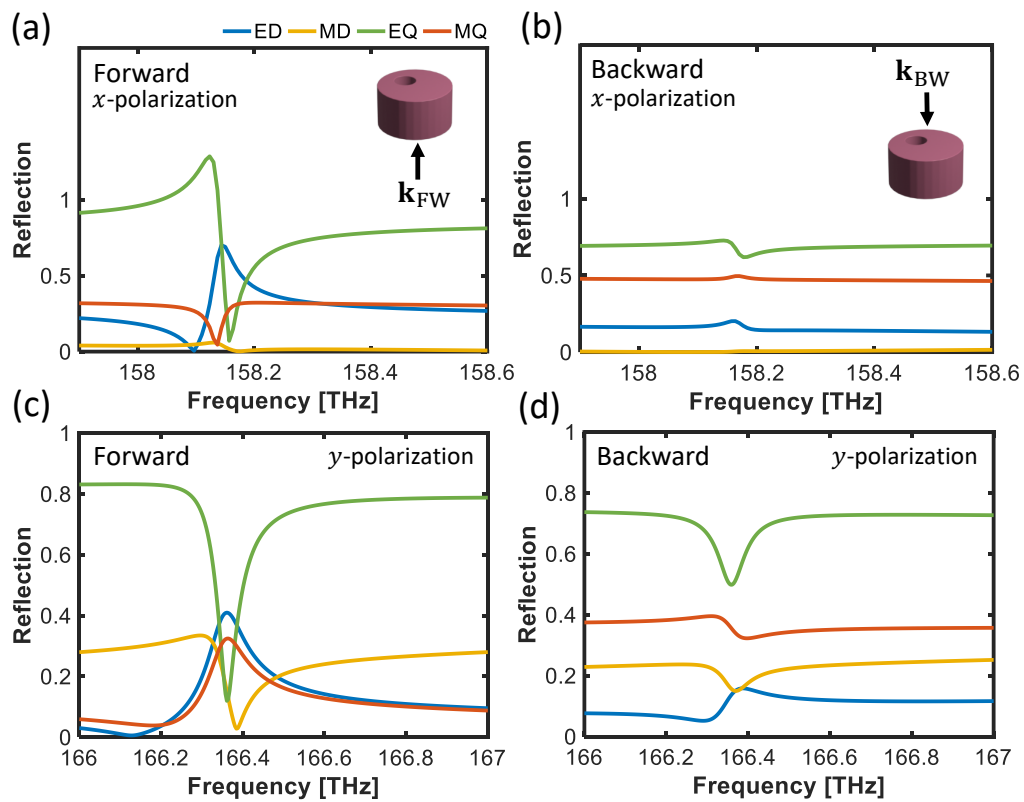 (a)
ED MD EQ MQ
(b)
Forward
x-polarization
k_FW
Reflection
1
0.5
0
158 158.2 158.4 158.6
Frequency [THz]
Backward
x-polarization
k_BW
Reflection
1
0.5
0
158 158.2 158.4 158.6
Frequency [THz]
(c)
Forward y-polarization
Reflection
1
0.8
0.6
0.4
0.2
0
166 166.2 166.4 166.6 166.8 167
Frequency [THz]
(d)
Backward y-polarization
Reflection
1
0.8
0.6
0.4
0.2
0
166 166.2 166.4 166.6 166.8 167
Frequency [THz]